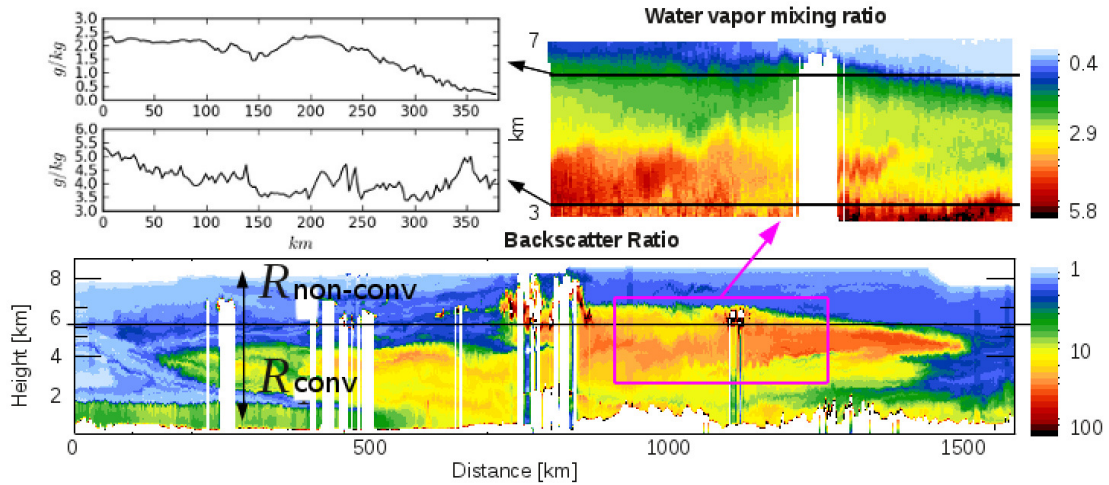 Water vapor mixing ratio
3.0
2.5
2.0
1.5
1.0
0.5
0.0
g/kg
0 50 100 150 200 250 300 350
6.0
5.5
5.0
4.5
4.0
3.5
3.0
g/kg
0 50 100 150 200 250 300 350
km
7
km
3
0.4
2.9
5.8
Backscatter Ratio
8
6
4
2
Height [km]
R non-conv
R conv
0 500 1000 1500
Distance [km]
1
10
100